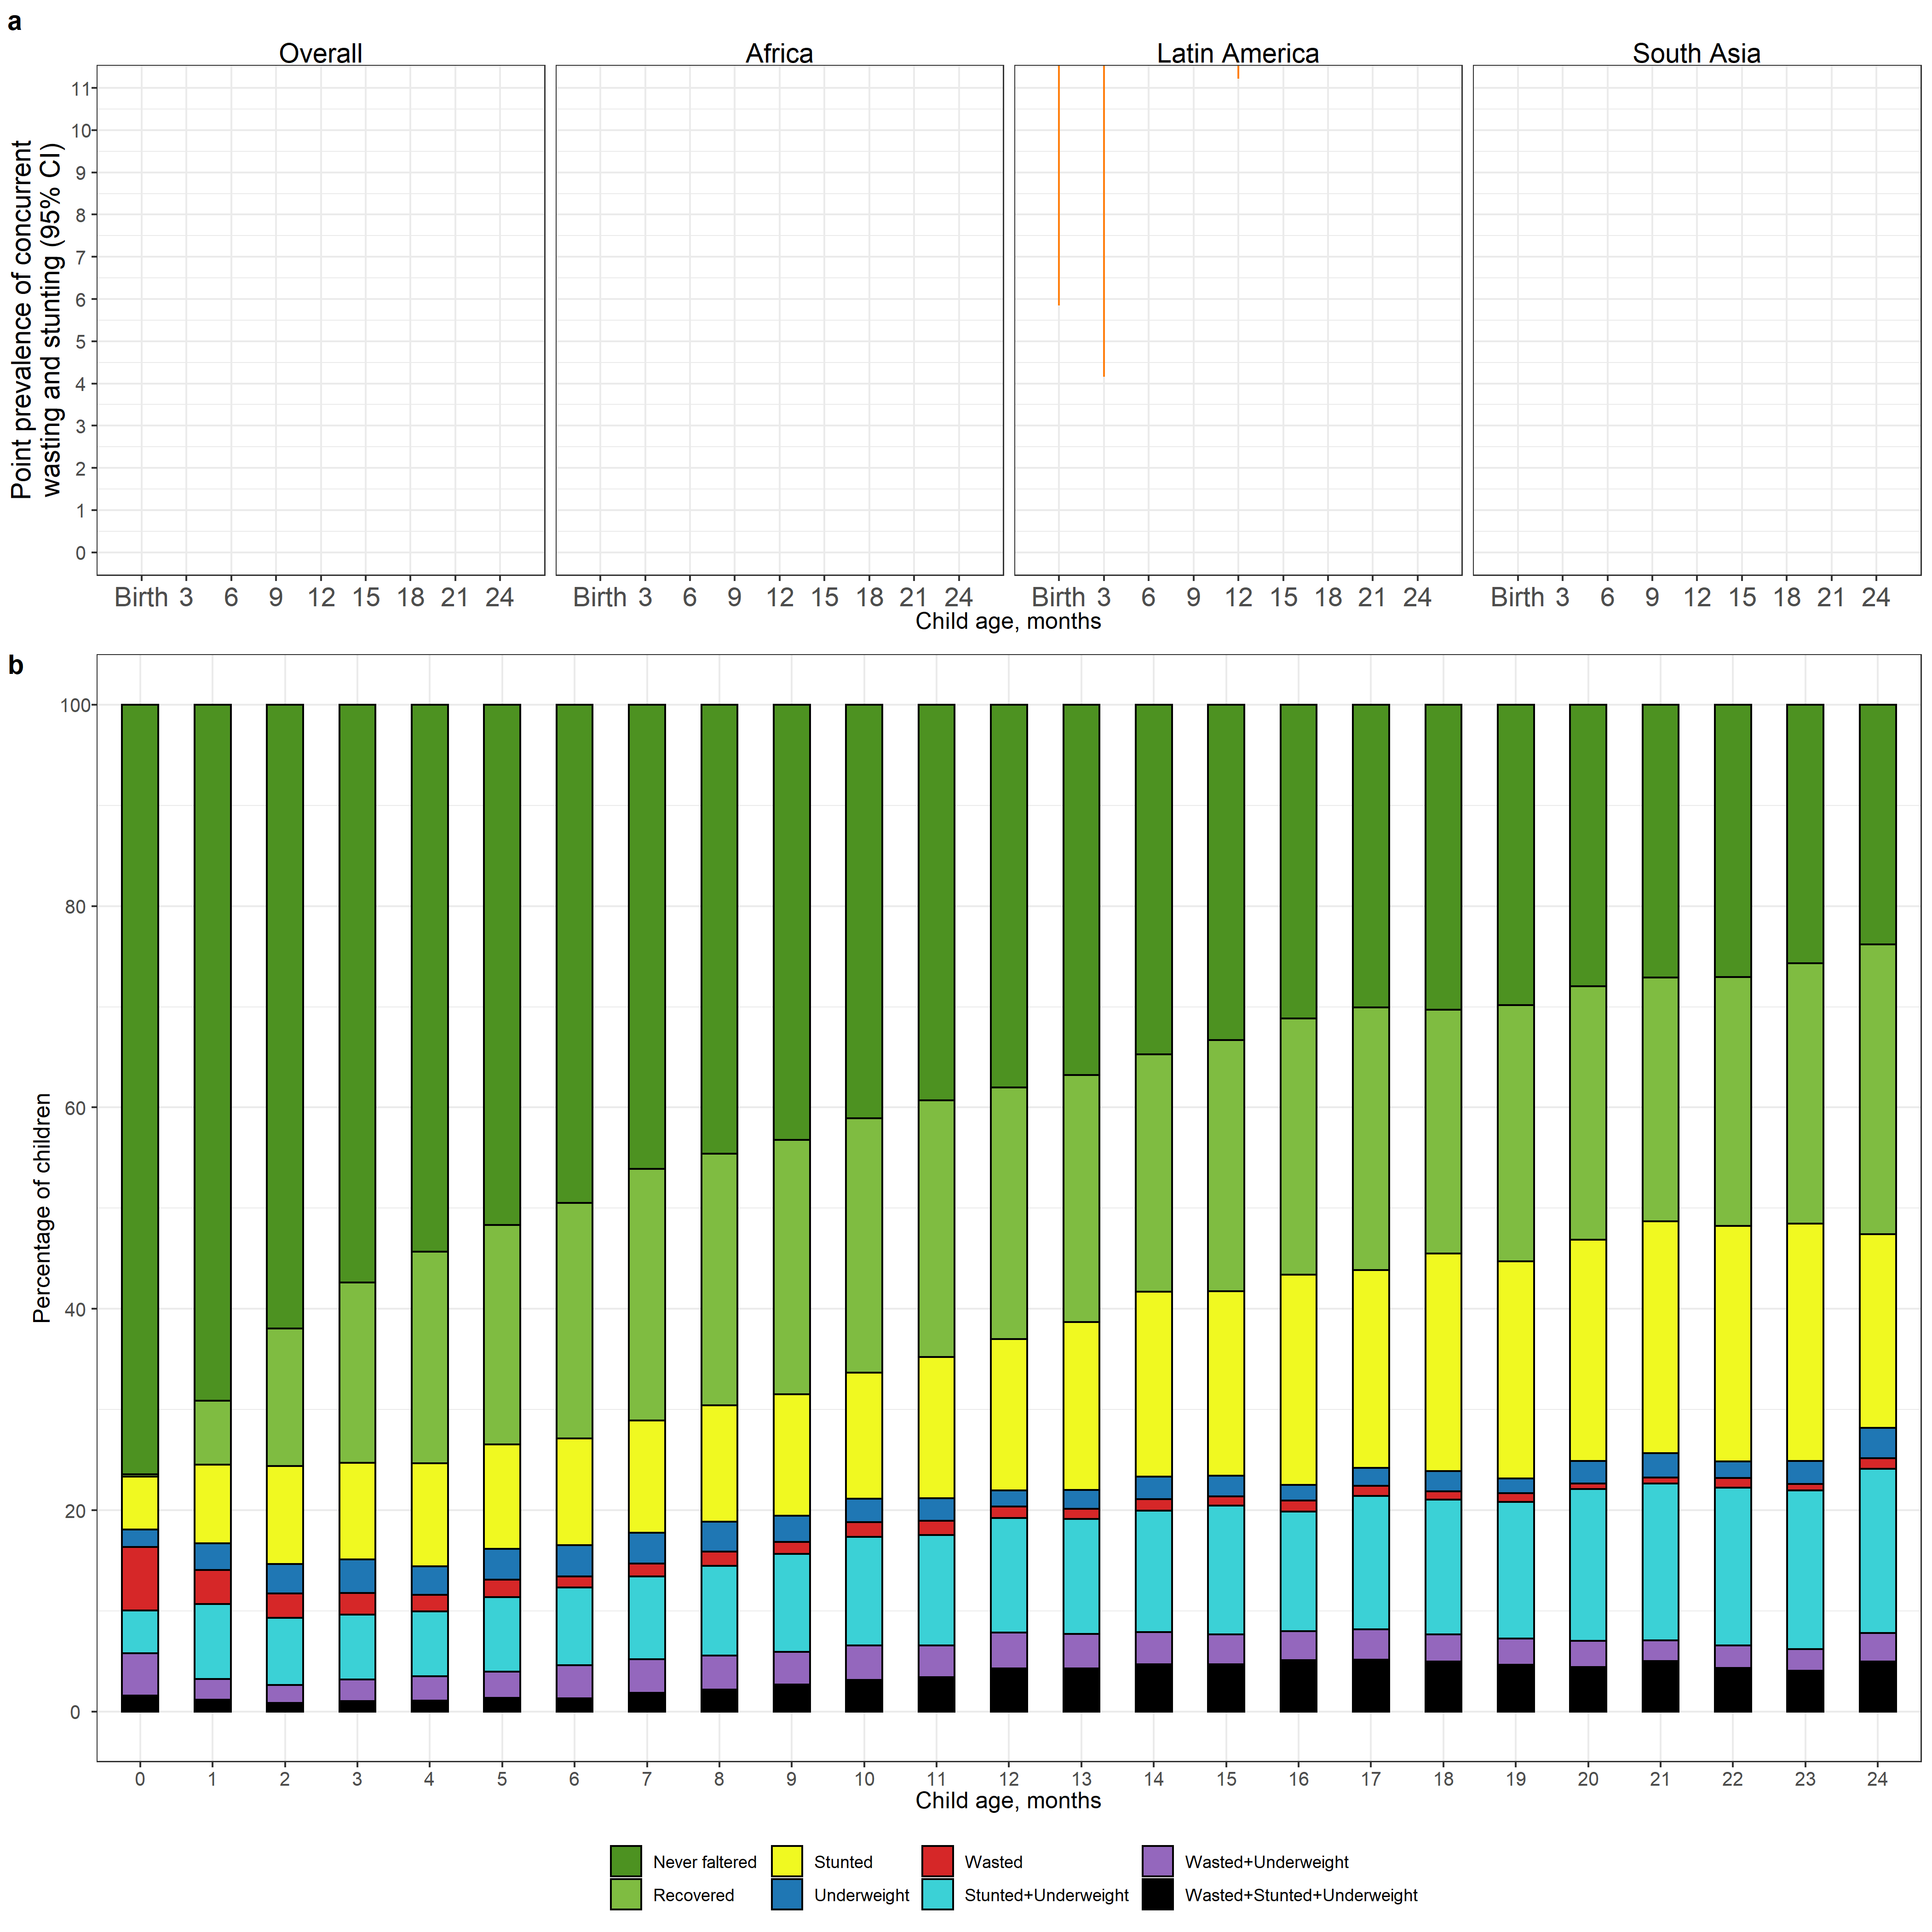 a
Overall Africa Latin America South Asia
Point prevalence of concurrent
wasting and stunting (95% CI)
11
10
9
8
7
6
5
4
3
2
1
0
Birth 3 6 9 12 15 18 21 24 Birth 3 6 9 12 15 18 21 24 Birth 3 6 9 12 15 18 21 24 Birth 3 6 9 12 15 18 21 24
Child age, months
b
Percentage of children
100
80
60
40
20
0
0 1 2 3 4 5 6 7 8 9 10 11 12 13 14 15 16 17 18 19 20 21 22 23 24
Child age, months
Never faltered Stunted Wasted Wasted+Underweight
Recovered Underweight Stunted+Underweight Wasted+Stunted+Underweight